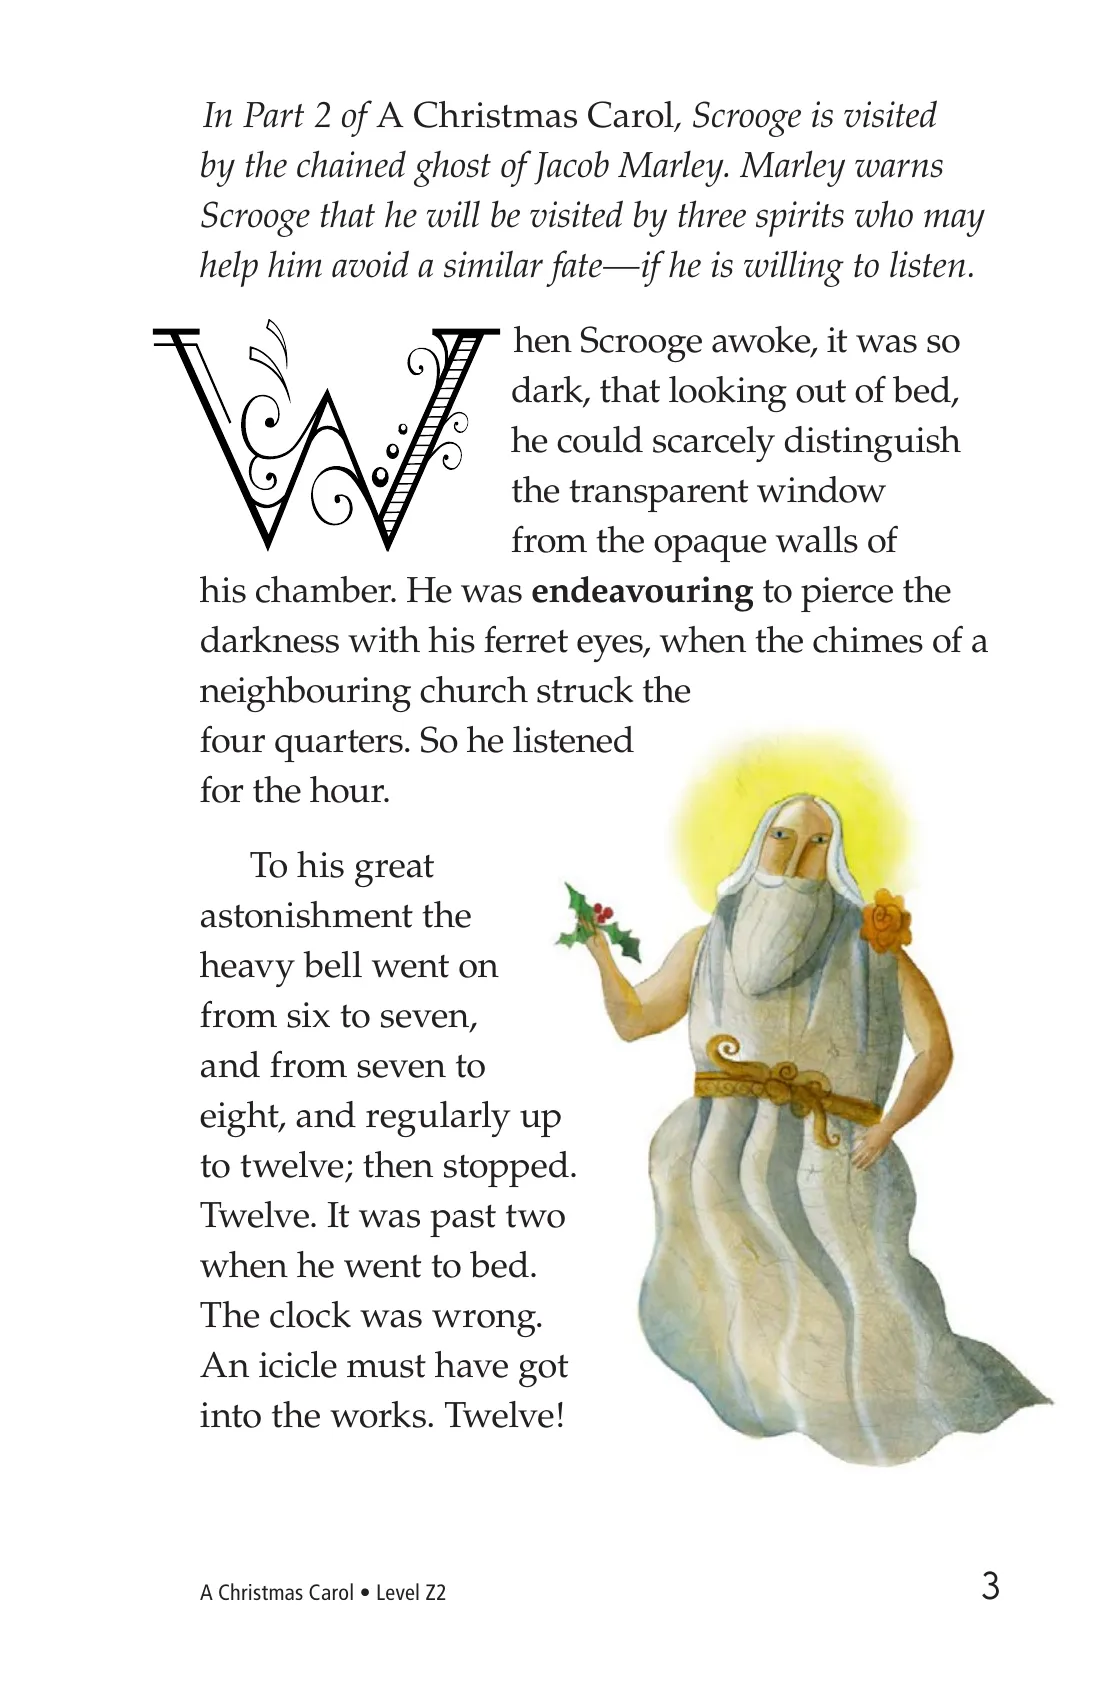 In Part 2 of A Christmas Carol, Scrooge is visited
by the chained ghost of Jacob Marley. Marley warns
Scrooge that he will be visited by three spirits who may
help him avoid a similar fate—if he is willing to listen.
When Scrooge awoke, it was so
dark, that looking out of bed,
he could scarcely distinguish
the transparent window
from the opaque walls of
his chamber. He was endeavouring to pierce the
darkness with his ferret eyes, when the chimes of a
neighbouring church struck the
four quarters. So he listened
for the hour.
To his great
astonishment the
heavy bell went on
from six to seven,
and from seven to
eight, and regularly up
to twelve; then stopped.
Twelve. It was past two
when he went to bed.
The clock was wrong.
An icicle must have got
into the works. Twelve!
A Christmas Carol • Level Z2
3